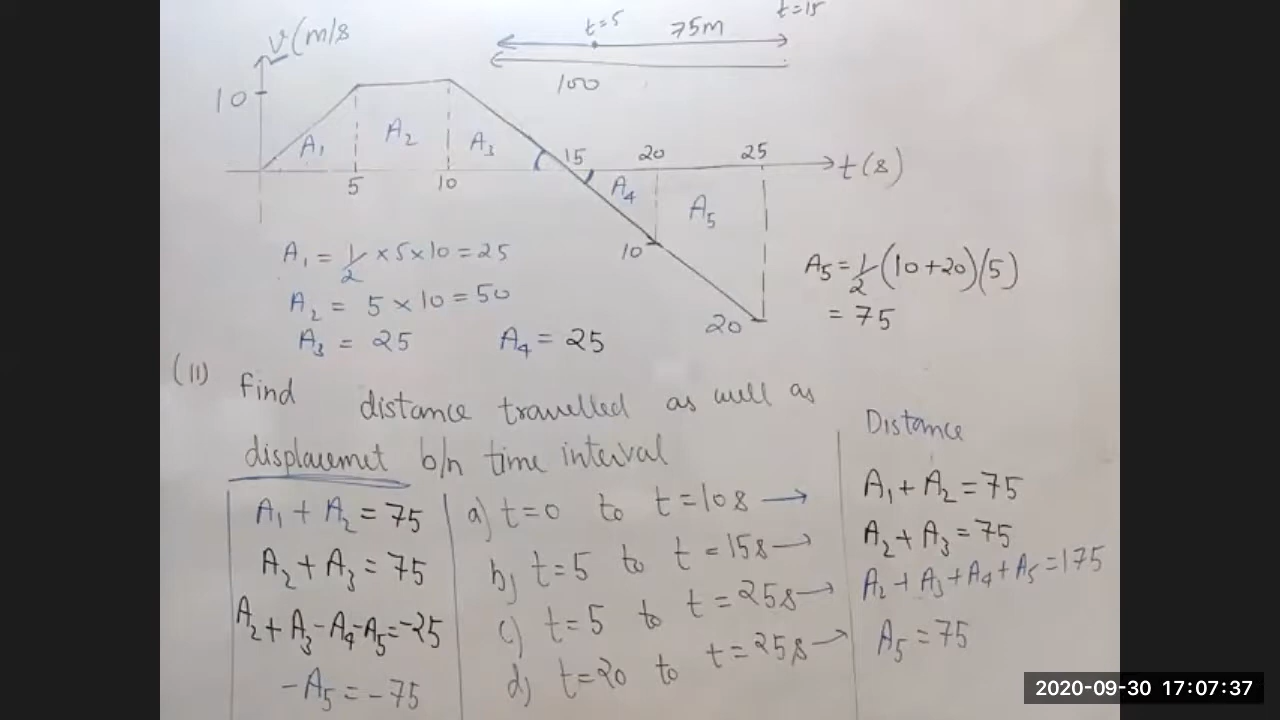 v(m/s
t=5
75m
t=15
100
10
A₁
A₂
A₃
15
20
25
t(s)
5
10
A₄
A₅
10
20
A₁ = 1/2 × 5 × 10 = 25
A₂ = 5 × 10 = 50
A₃ = 25
A₄ = 25
A₅ = 1/2 (10+20)(5)
= 75
(11) Find distance travelled as well as
displacemet b/n time interval
Distance
A₁ + A₂ = 75
a) t=0 to t=10s →
A₁ + A₂ = 75
A₂ + A₃ = 75
b) t=5 to t=15s →
A₂ + A₃ = 75
A₂ + A₃ - A₄ - A₅ = -25
c) t=5 to t=25s →
A₂ + A₃ + A₄ + A₅ = 175
-A₅ = -75
d) t=20 to t=25s →
A₅ = 75
2020-09-30 17:07:37